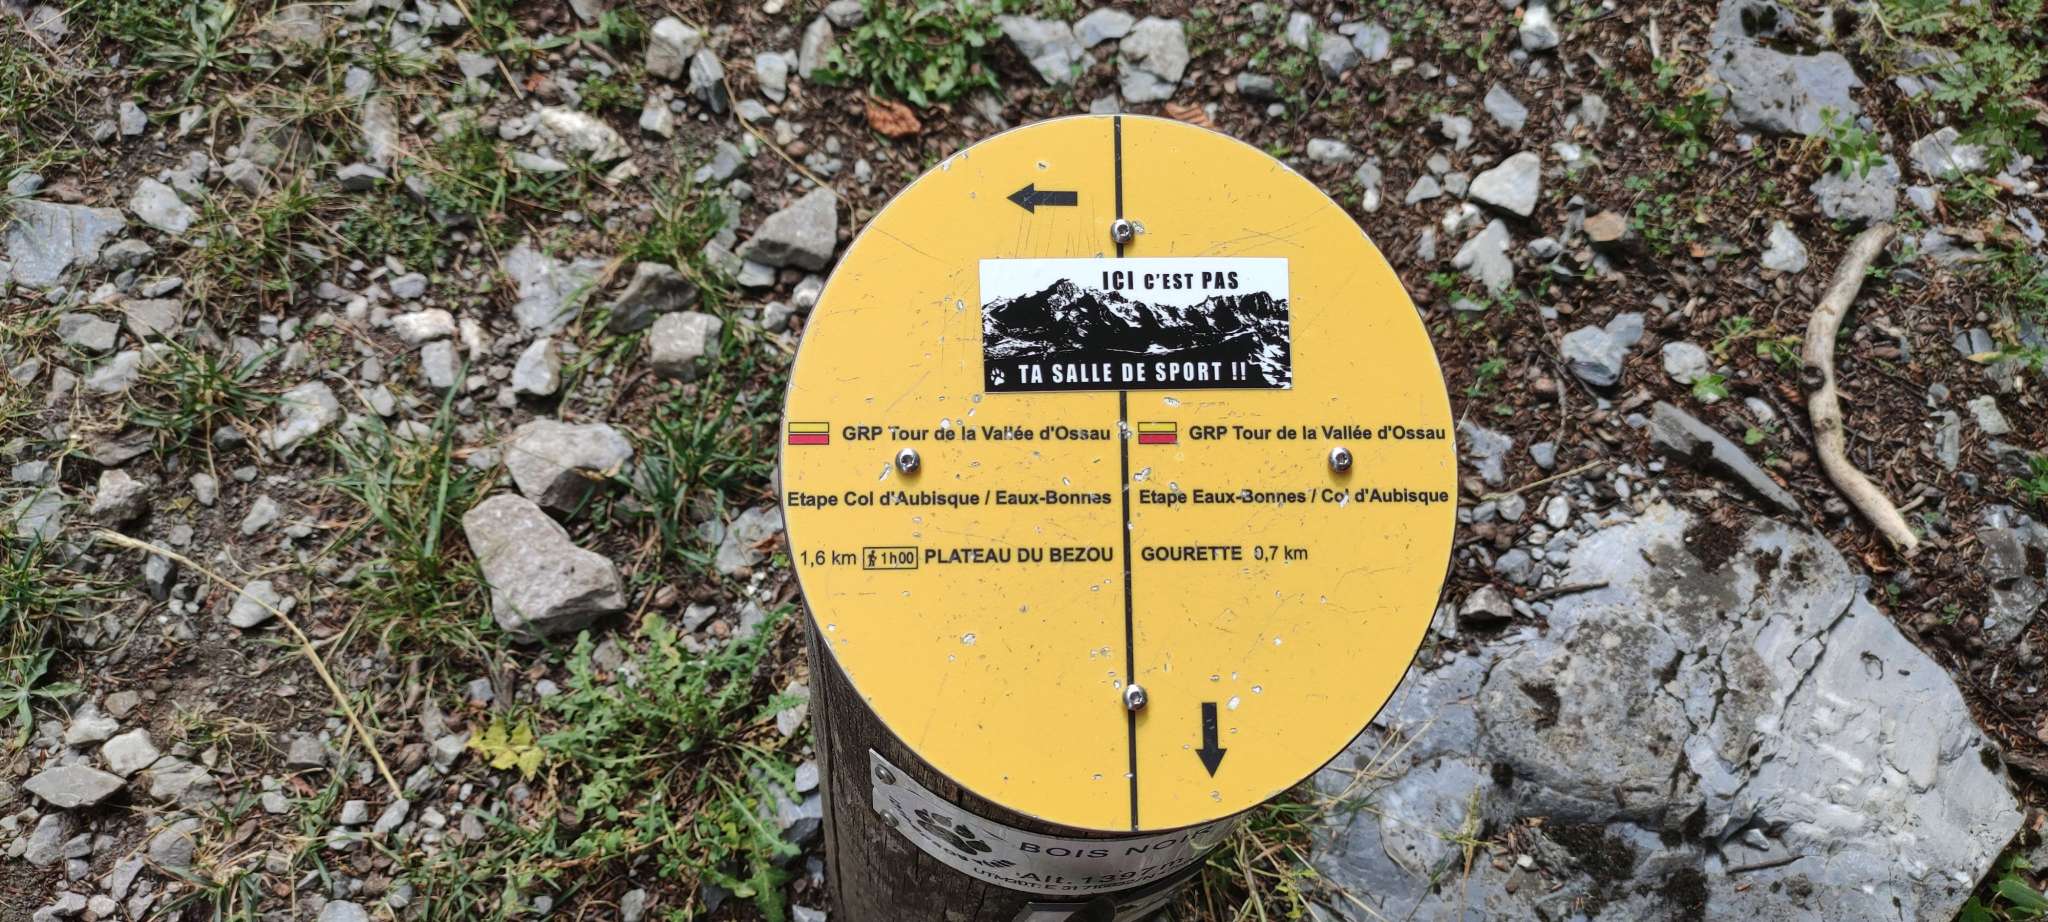 ICI C'EST PAS
TA SALLE DE SPORT !!
GRP Tour de la Vallée d'Ossau
Etape Col d'Aubisque / Eaux-Bonnes
1,6 km 1h00 PLATEAU DU BEZOU
GRP Tour de la Vallée d'Ossau
Etape Eaux-Bonnes / Col d'Aubisque
GOURETTE 0,7 km
BOIS NOIR
Alt. 1397m